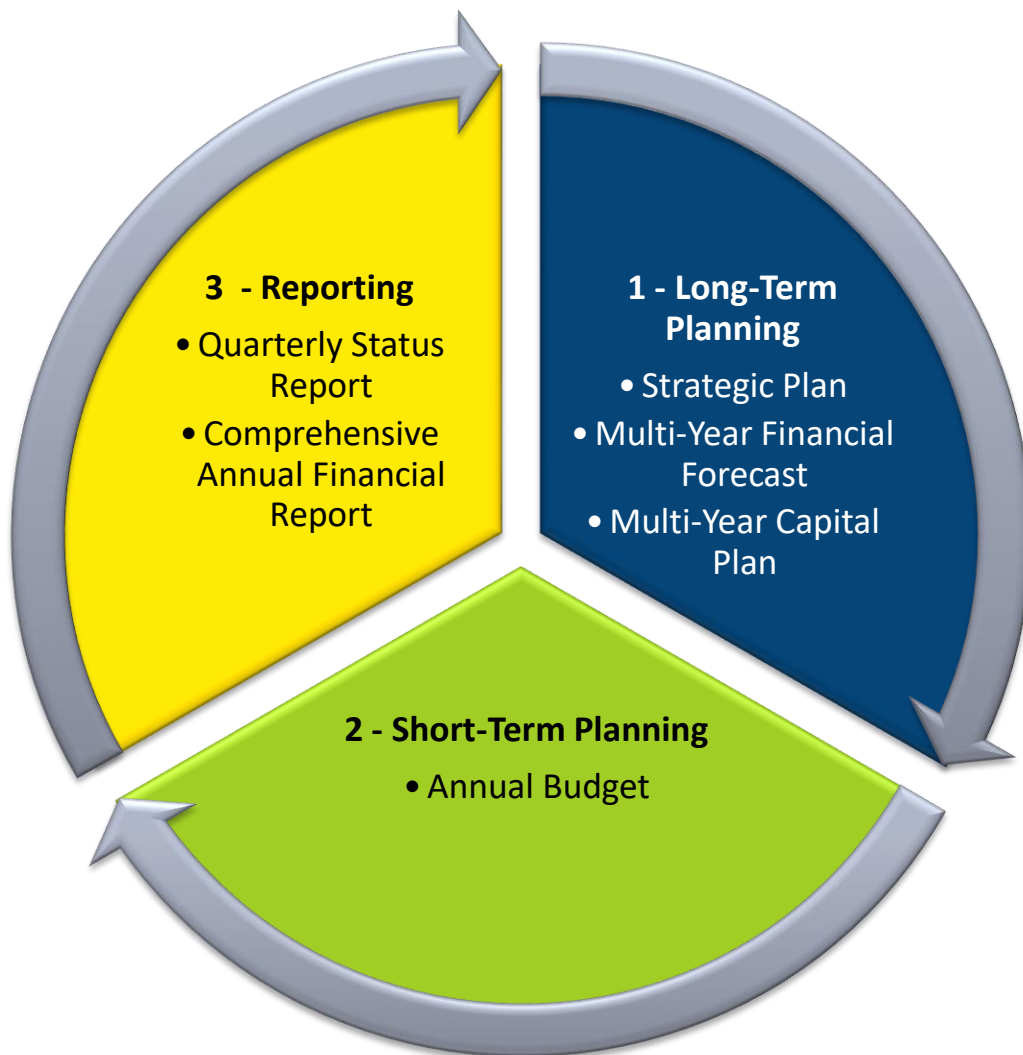 1 - Long-Term
Planning
• Strategic Plan
• Multi-Year Financial
Forecast
• Multi-Year Capital
Plan
2 - Short-Term Planning
• Annual Budget
3 - Reporting
• Quarterly Status
Report
• Comprehensive
Annual Financial
Report